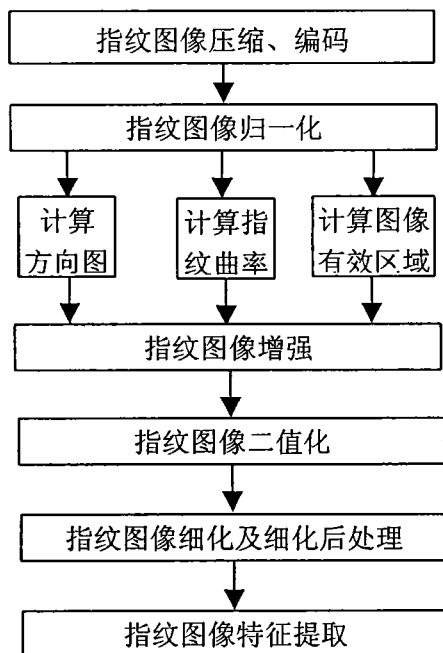 指纹图像压缩、编码
指纹图像归一化
计算
方向图
计算指
纹曲率
计算图像
有效区域
指纹图像增强
指纹图像二值化
指纹图像细化及细化后处理
指纹图像特征提取